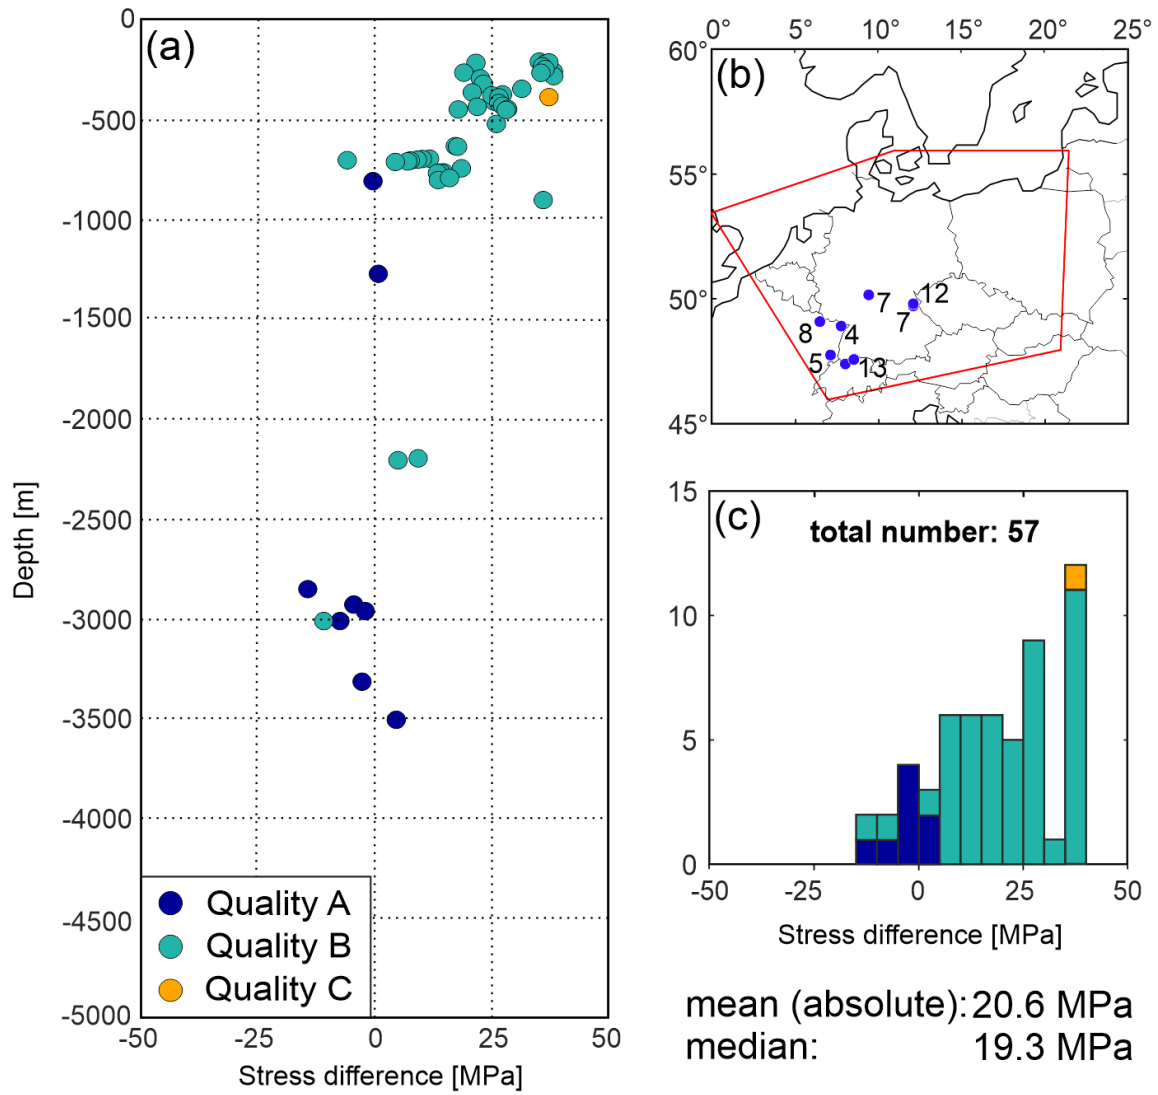 (a)
0
-500
-1000
-1500
-2000
-2500
-3000
-3500
-4000
-4500
-5000
Depth [m]
Quality A
Quality B
Quality C
-50
-25
0
25
50
Stress difference [MPa]
0° 5° 10° 15° 20° 25°
60°
55°
50°
45°
(b)
7
12
7
8
4
5
13
(c)
total number: 57
15
10
5
0
-50 -25 0 25 50
Stress difference [MPa]
mean (absolute): 20.6 MPa
median: 19.3 MPa